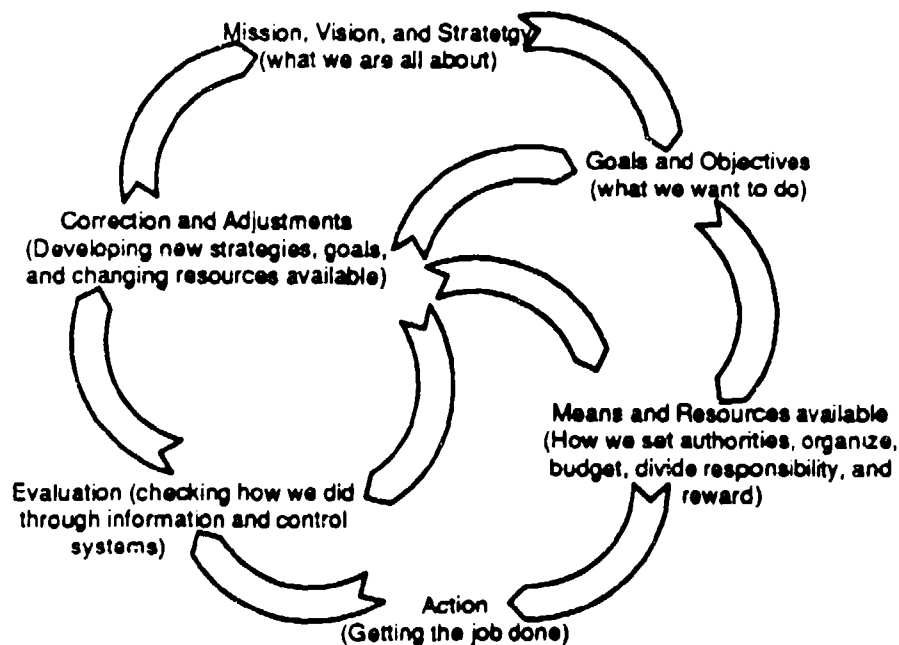 Mission, Vision, and Stratetgy
(what we are all about)
Goals and Objectives
(what we want to do)
Correction and Adjustments
(Developing new strategies, goals,
and changing resources available)
Means and Resources available
(How we set authorities, organize,
budget, divide responsibility, and
reward)
Evaluation (checking how we did
through information and control
systems)
Action
(Getting the job done)